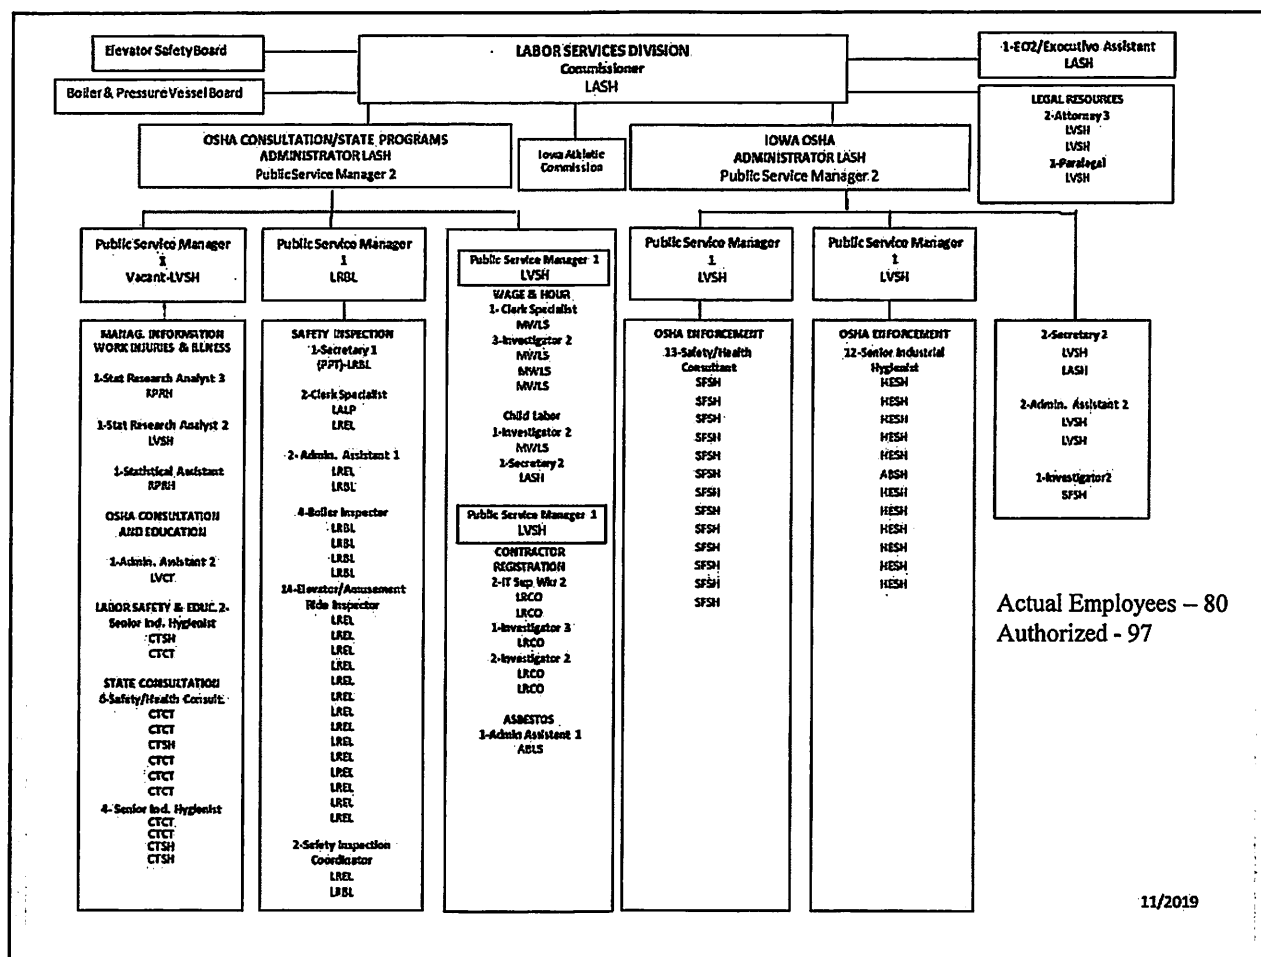 Elevator Safety Board
Boiler & Pressure Vessel Board
LABOR SERVICES DIVISION
Commissioner
LASH
1-EO2/Executivo Assistant
LASH
LEGAL RESOURCES
2-Attorney 3
LVSH
LVSH
1-Paralegal
LVSH
OSHA CONSULTATION/STATE PROGRAMS
ADMINISTRATOR LASH
Public Service Manager 2
Iowa Athletic
Commission
IOWA OSHA
ADMINISTRATOR LASH
Public Service Manager 2
Public Service Manager
1
Vacant-LVSH
MANAG. INFORMATION
WORK INJURIES & ILLNESS
1-Stat Research Analyst 3
RPRH
1-Stat Research Analyst 2
LVSH
1-Statistical Assistant
RPRH
OSHA CONSULTATION
AND EDUCATION
1-Admin. Assistant 2
LVCT
LABOR SAFETY & EDUC. 2-
Senior Ind. Hygienist
CTSH
CTCT
STATE CONSULTATION
6-Safety/Health Consult.
CTCT
CTCT
CTSH
CTCT
CTCT
CTCT
4- Senior Ind. Hygienist
CTCT
CTCT
CTSH
CTSH
Public Service Manager
1
LRBL
SAFETY INSPECTION
1-Secretary 1
(PPT)-LRBL
2-Clerk Specialist
LALP
LREL
2- Admn. Assistant 1
LREL
LRBL
4-Boiler Inspector
LRBL
LRBL
LRBL
LRBL
14-Elevator/Amusement
Ride Inspector
LREL
LREL
LREL
LREL
LREL
LREL
LREL
LREL
LREL
LREL
LREL
LREL
LREL
LREL
2-Safety Inspection
Coordinator
LREL
LRBL
Public Service Manager 1
LVSH
WAGE & HOUR
1- Clerk Specialist
MWLS
3-Investigator 2
MWLS
MWLS
MWLS
Child Labor
1-Investigator 2
MWLS
1-Secretary 2
LASH
Public Service Manager 1
LVSH
CONTRACTOR
REGISTRATION
2-IT Sup Wkr 2
LRCO
LRCO
1-Investigator 3
LRCO
2-Investigator 2
LRCO
LRCO
ASBESTOS
1-Admin Assistant 1
ABLS
Public Service Manager
1
LVSH
OSHA ENFORCEMENT
13-Safety/Health
Consultant
SFSH
SFSH
SFSH
SFSH
SFSH
SFSH
SFSH
SFSH
SFSH
SFSH
SFSH
SFSH
SFSH
Public Service Manager
1
LVSH
OSHA ENFORCEMENT
12-Senior Industrial
Hygienist
HESH
HESH
HESH
HESH
HESH
ABSH
HESH
HESH
HESH
HESH
HESH
HESH
2-Secretary 2
LVSH
LASH
2-Admin. Assistant 2
LVSH
LVSH
1-Investigator2
SFSH
Actual Employees – 80
Authorized - 97
11/2019